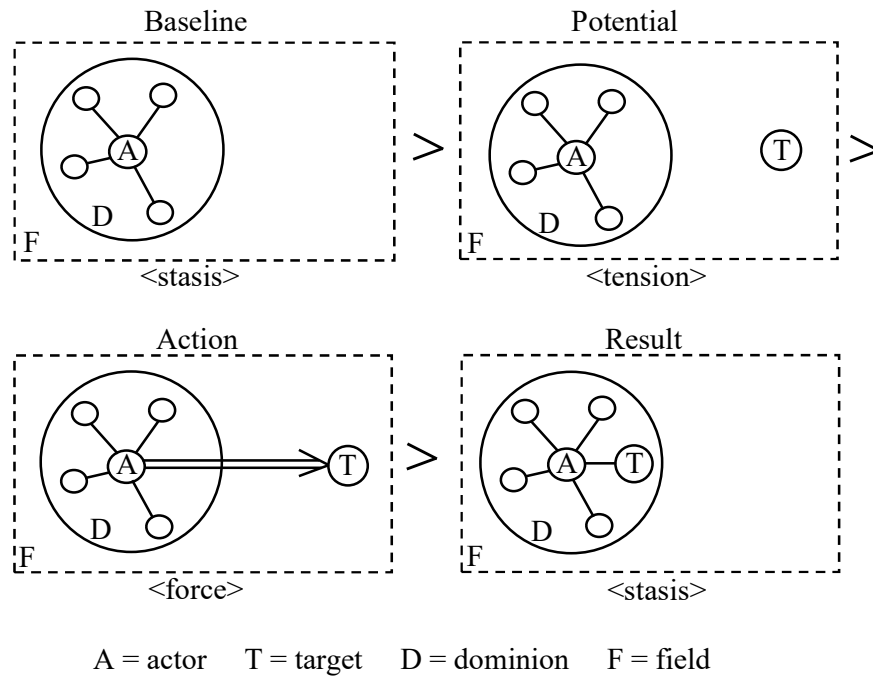 Baseline
A
D
F
<stasis>
>
Potential
A
D
F
T
<tension>
>
Action
A
T
D
F
<force>
>
Result
A
T
D
F
<stasis>
A = actor T = target D = dominion F = field